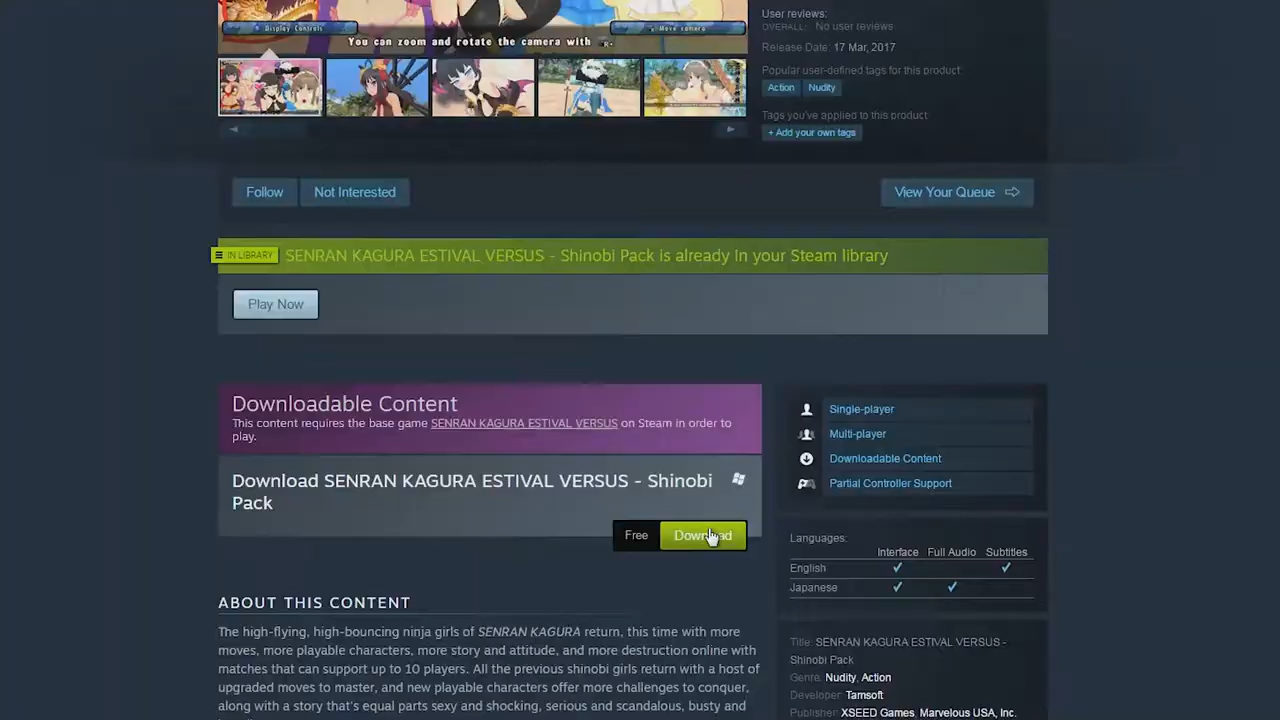 Display Controls
Move camera
You can zoom and rotate the camera with R.
User reviews:
OVERALL: No user reviews
Release Date: 17 Mar, 2017
Popular user-defined tags for this product:
Action Nudity
Tags you've applied to this product:
+ Add your own tags
Follow Not Interested View Your Queue
IN LIBRARY SENRAN KAGURA ESTIVAL VERSUS - Shinobi Pack is already in your Steam library
Play Now
Downloadable Content
This content requires the base game SENRAN KAGURA ESTIVAL VERSUS on Steam in order to
play.
Download SENRAN KAGURA ESTIVAL VERSUS - Shinobi
Pack
Free Download
ABOUT THIS CONTENT
The high-flying, high-bouncing ninja girls of SENRAN KAGURA return, this time with more
moves, more playable characters, more story and attitude, and more destruction online with
matches that can support up to 10 players. All the previous shinobi girls return with a host of
upgraded moves to master, and new playable characters offer more challenges to conquer,
along with a story that's equal parts sexy and shocking, serious and scandalous, busty and
Single-player
Multi-player
Downloadable Content
Partial Controller Support
Languages:
Interface Full Audio Subtitles
English
Japanese
Title: SENRAN KAGURA ESTIVAL VERSUS -
Shinobi Pack
Genre: Nudity, Action
Developer: Tamsoft
Publisher: XSEED Games, Marvelous USA, Inc.